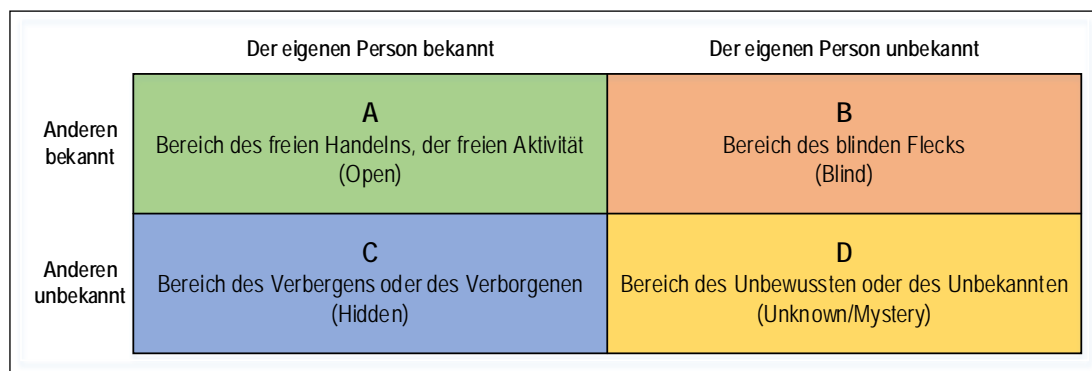 Der eigenen Person bekannt
Der eigenen Person unbekannt
Anderen
bekannt
A
Bereich des freien Handelns, der freien Aktivität
(Open)
B
Bereich des blinden Flecks
(Blind)
Anderen
unbekannt
C
Bereich des Verbergens oder des Verborgenen
(Hidden)
D
Bereich des Unbewussten oder des Unbekannten
(Unknown/Mystery)